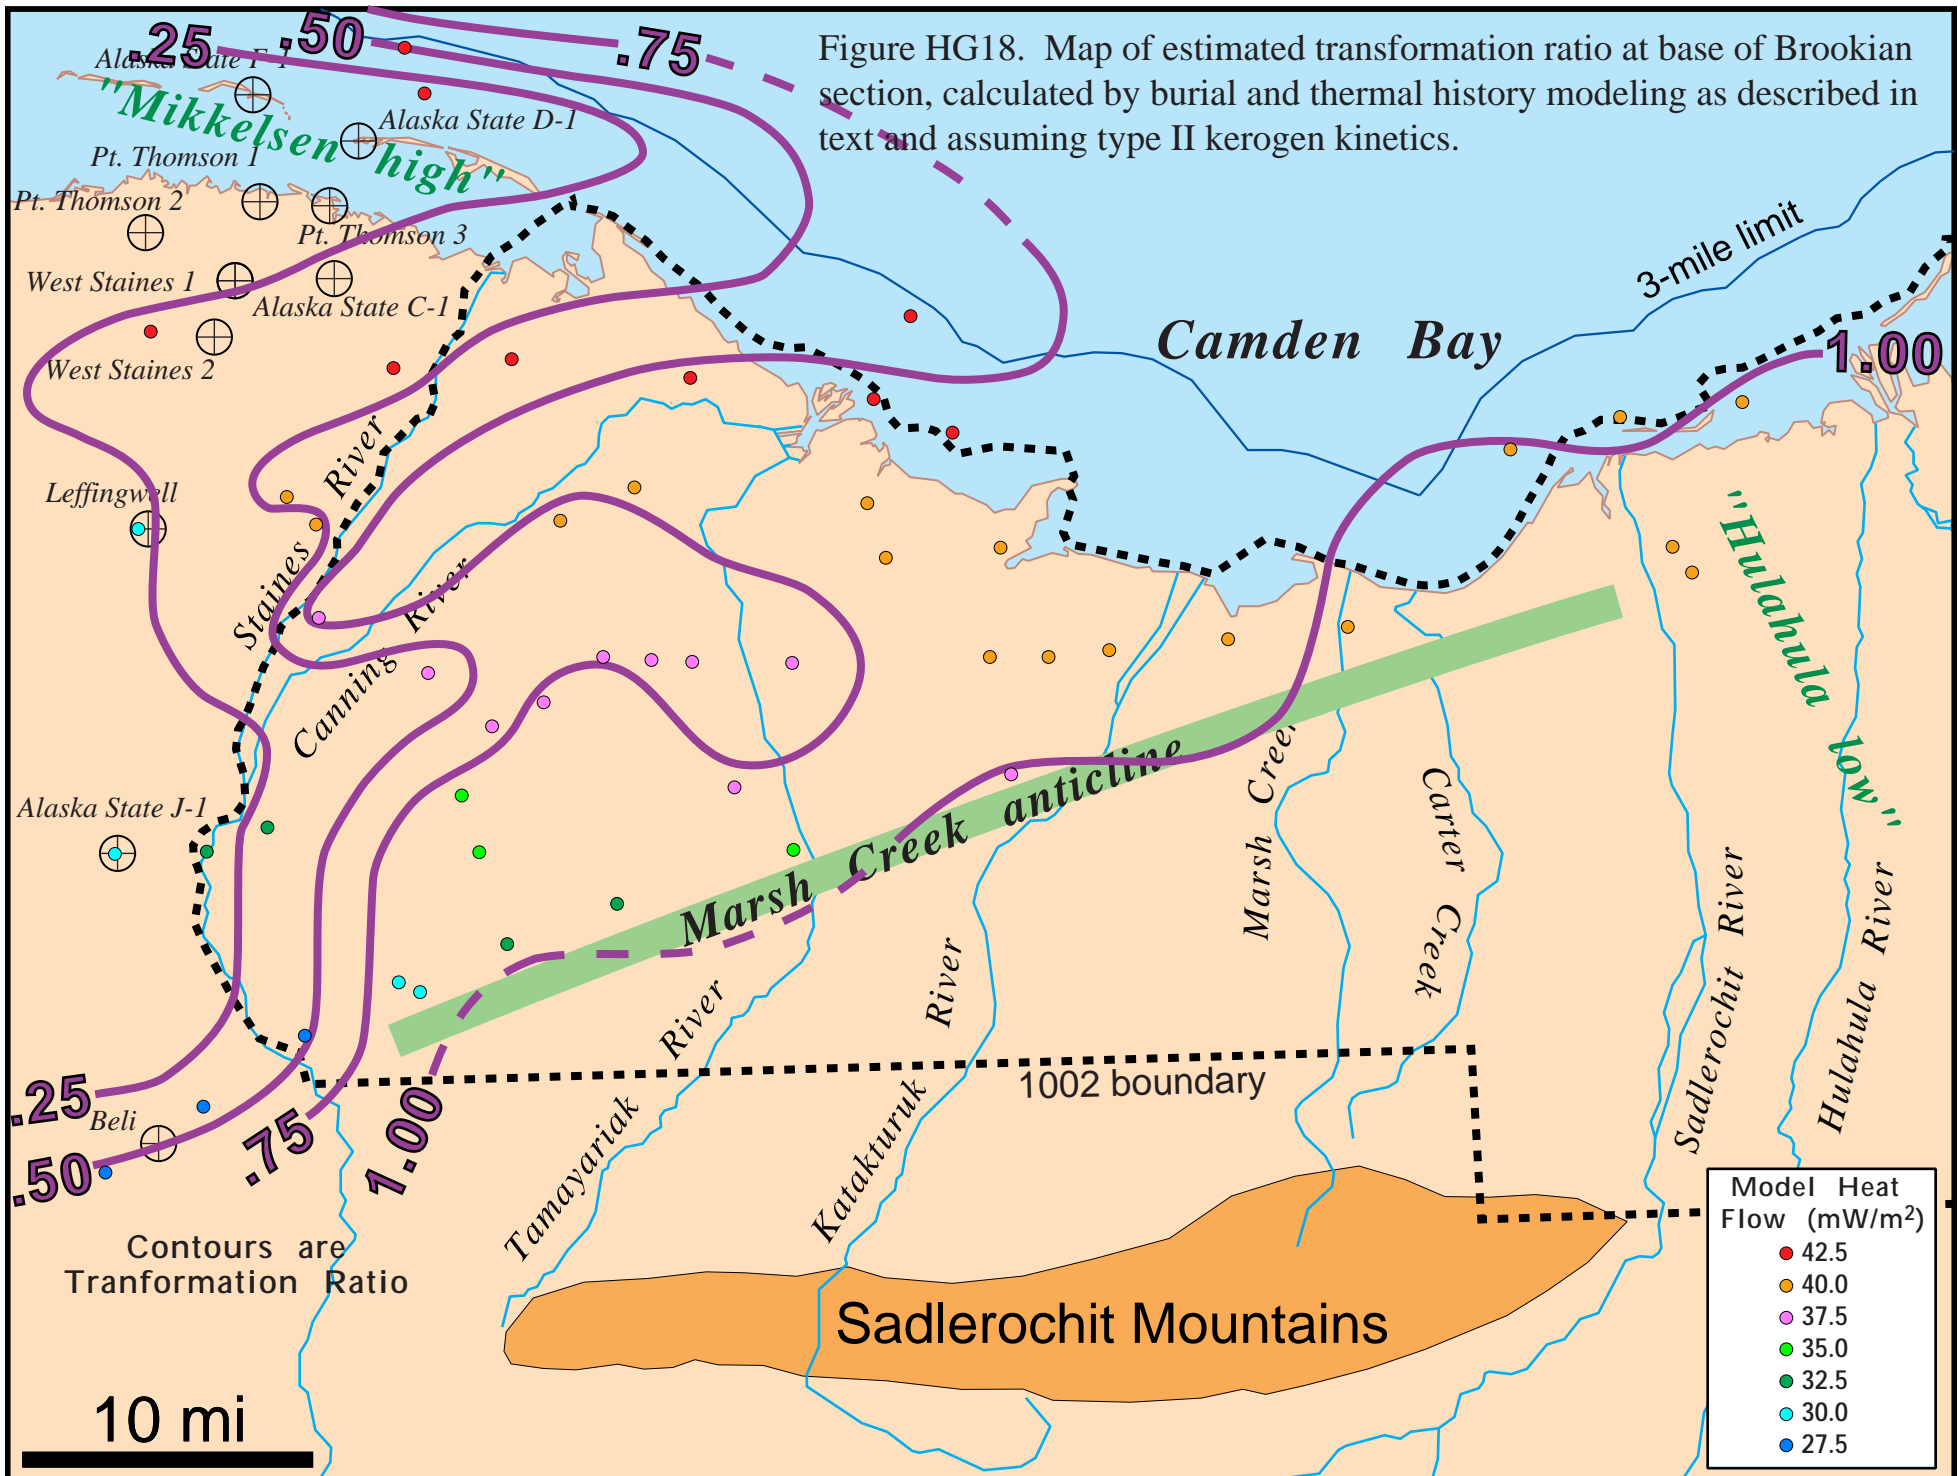 Figure HG18. Map of estimated transformation ratio at base of Brookian
section, calculated by burial and thermal history modeling as described in
text and assuming type II kerogen kinetics.
.25
.50
.75
Alaska State F-1
"Mikkelsen high"
Alaska State D-1
Pt. Thomson 1
Pt. Thomson 2
Pt. Thomson 3
West Staines 1
Alaska State C-1
West Staines 2
3-mile limit
Camden Bay
1.00
Leffingwell
Staines River
Canning River
"Hulahula low"
Alaska State J-1
Marsh Creek anticline
Marsh Creek
Carter Creek
Sadlerochit River
Hulahula River
Tamayariak River
Katakturuk River
1002 boundary
.25
Beli
.50
.75
1.00
Contours are
Tranformation Ratio
Sadlerochit Mountains
10 mi
Model Heat
Flow (mW/m²)
42.5
40.0
37.5
35.0
32.5
30.0
27.5